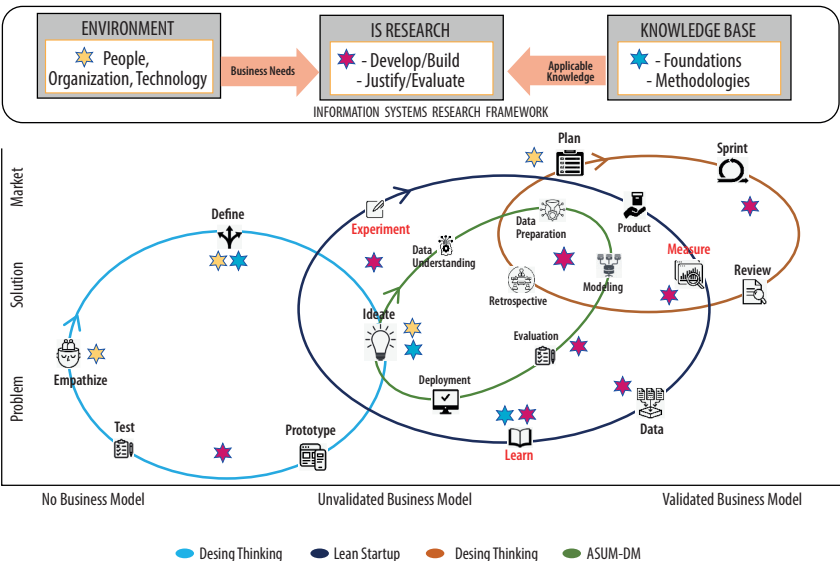 ENVIRONMENT
People,
Organization, Technology
Business Needs
IS RESEARCH
- Develop/Build
- Justify/Evaluate
Applicable
Knowledge
KNOWLEDGE BASE
- Foundations
- Methodologies
INFORMATION SYSTEMS RESEARCH FRAMEWORK
Market
Solution
Problem
Plan
Sprint
Define
Experiment
Data
Understanding
Data
Preparation
Product
Measure
Review
Retrospective
Modeling
Ideate
Evaluation
Empathize
Deployment
Test
Prototype
Learn
Data
No Business Model
Unvalidated Business Model
Validated Business Model
Desing Thinking
Lean Startup
Desing Thinking
ASUM-DM